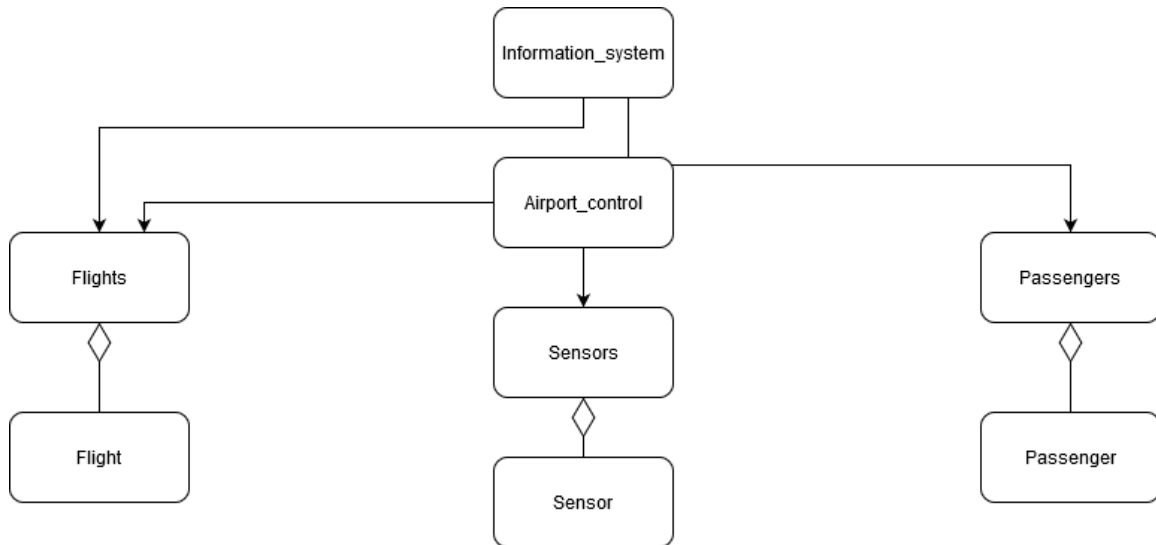 Information_system
Airport_control
Flights
Passengers
Sensors
Flight
Passenger
Sensor